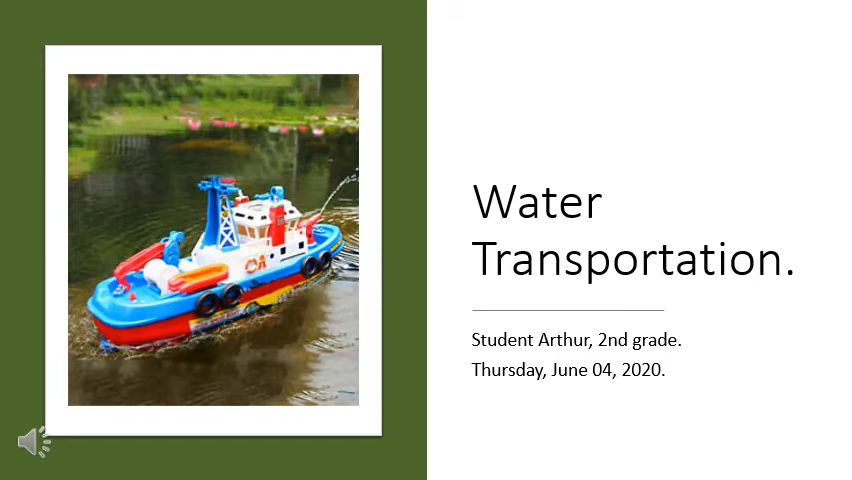 Water
Transportation.
Student Arthur, 2nd grade.
Thursday, June 04, 2020.